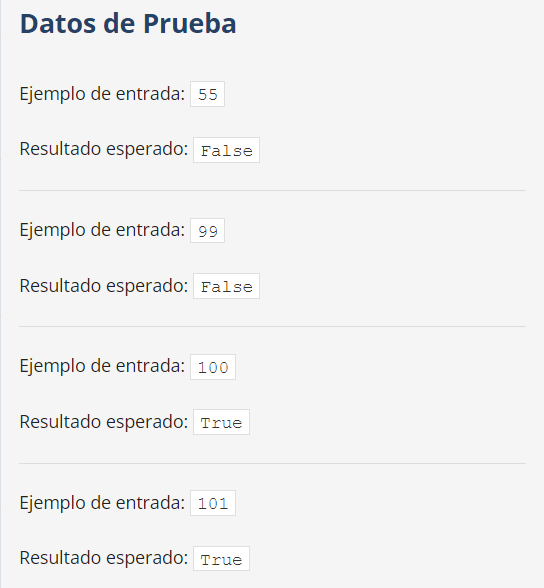 Datos de Prueba
Ejemplo de entrada: 55
Resultado esperado: False
Ejemplo de entrada: 99
Resultado esperado: False
Ejemplo de entrada: 100
Resultado esperado: True
Ejemplo de entrada: 101
Resultado esperado: True